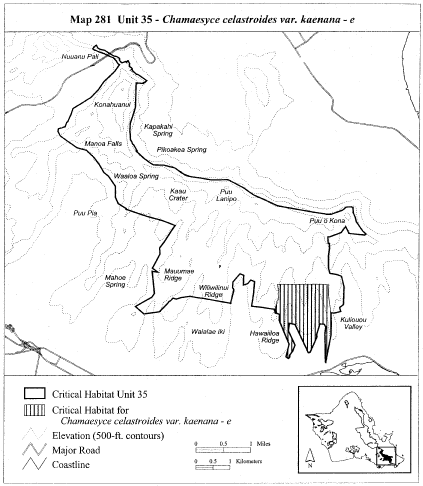 Map 281 Unit 35 - Chamaesyce celastroides var. kaenana - e
Nuuanu Pali
Konahuanui
Kapakahi
Spring
Manoa Falls
Pikoakea Spring
Waaloa Spring
Kaau
Crater
Puu
Lanipo
Puu Pia
Puu o Kona
Mauumae
Ridge
Mahoe
Spring
Wiliwilinui
Ridge
Kuliouou
Valley
Waialae Iki
Hawaiiloa
Ridge
Critical Habitat Unit 35
Critical Habitat for
Chamaesyce celastroides var. kaenana - e
Elevation (500-ft. contours)
Major Road
Coastline
0 0.5 1 Miles
0 0.5 1 Kilometers
N